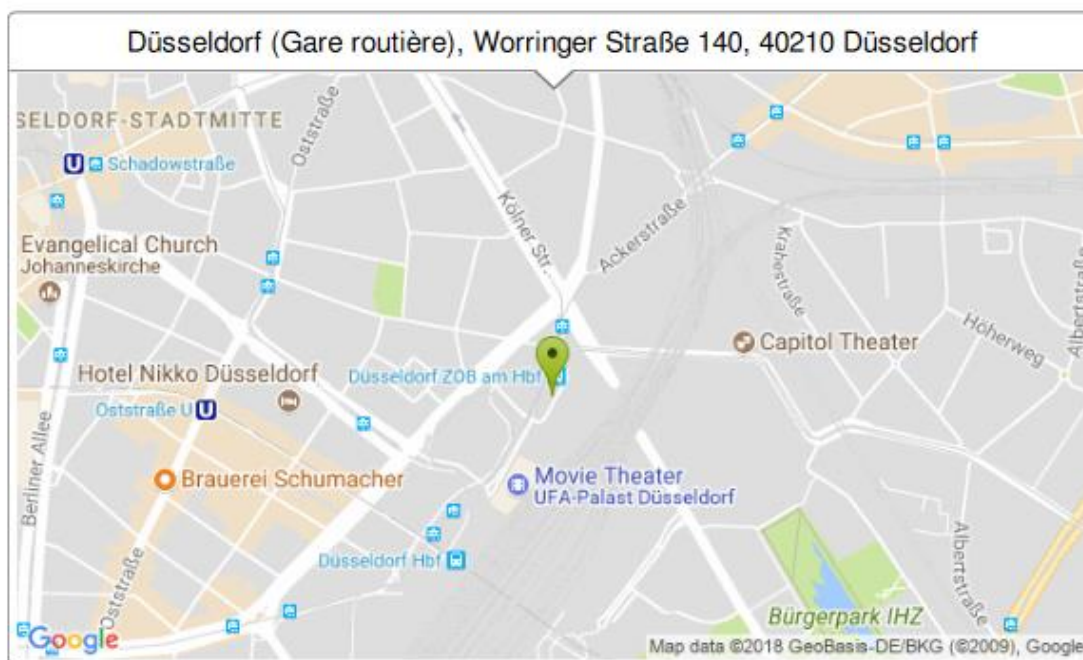 Düsseldorf (Gare routière), Worringer Straße 140, 40210 Düsseldorf
SELDORF-STADTMITTE
Oststraße
U
Schadowstraße
Kölner Str.
Ackerstraße
Krahestraße
Albertstraße
Evangelical Church
Johanneskirche
Höherweg
Capitol Theater
Hotel Nikko Düsseldorf
Düsseldorf ZOB am Hbf
Oststraße U
U
Berliner Allee
Brauerei Schumacher
Movie Theater
UFA-Palast Düsseldorf
Düsseldorf Hbf
Albertstraße
Oststraße
Bürgerpark IHZ
Google
Map data ©2018 GeoBasis-DE/BKG (©2009), Google